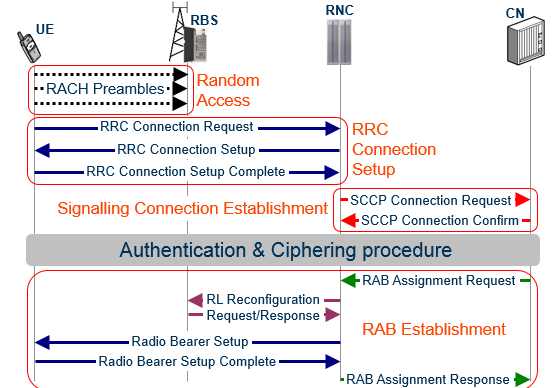 UE
RBS
RNC
CN
RACH Preambles
Random
Access
RRC Connection Request
RRC Connection Setup
RRC Connection Setup Complete
RRC
Connection
Setup
Signalling Connection Establishment
SCCP Connection Request
SCCP Connection Confirm
Authentication & Ciphering procedure
RAB Assignment Request
RL Reconfiguration
Request/Response
RAB Establishment
Radio Bearer Setup
Radio Bearer Setup Complete
RAB Assignment Response